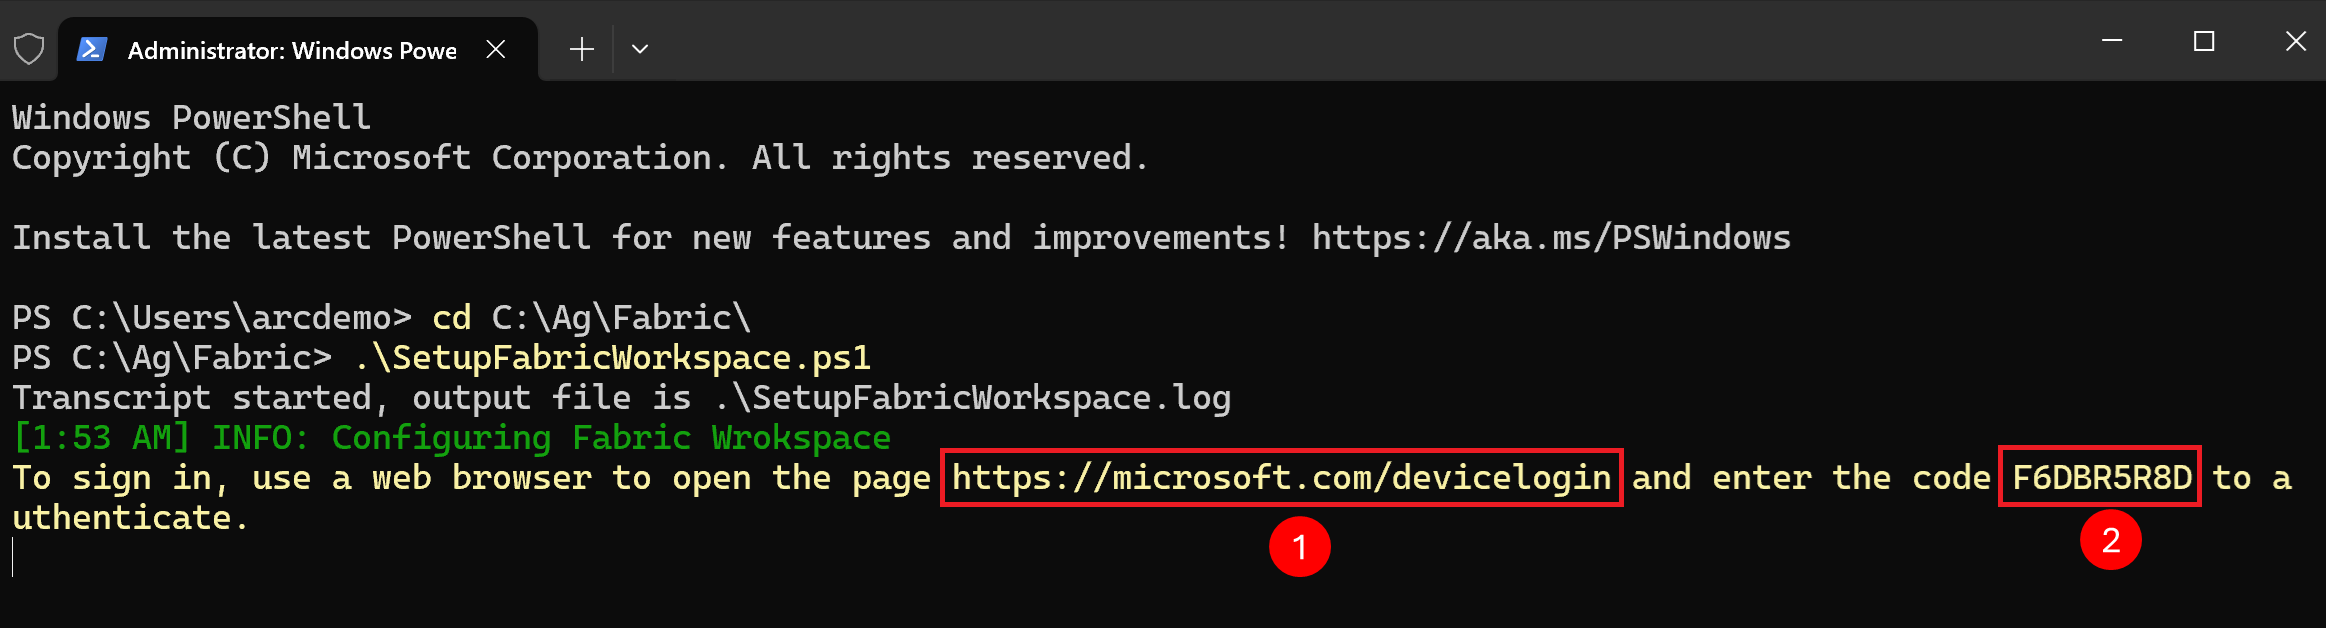 Administrator: Windows Powe
Windows PowerShell
Copyright (C) Microsoft Corporation. All rights reserved.
Install the latest PowerShell for new features and improvements! https://aka.ms/PSWindows
PS C:\Users\arcdemo> cd C:\Ag\Fabric\
PS C:\Ag\Fabric> .\SetupFabricWorkspace.ps1
Transcript started, output file is .\SetupFabricWorkspace.log
[1:53 AM] INFO: Configuring Fabric Wrokspace
To sign in, use a web browser to open the page https://microsoft.com/devicelogin and enter the code F6DBR5R8D to a
uthenticate.
1
2